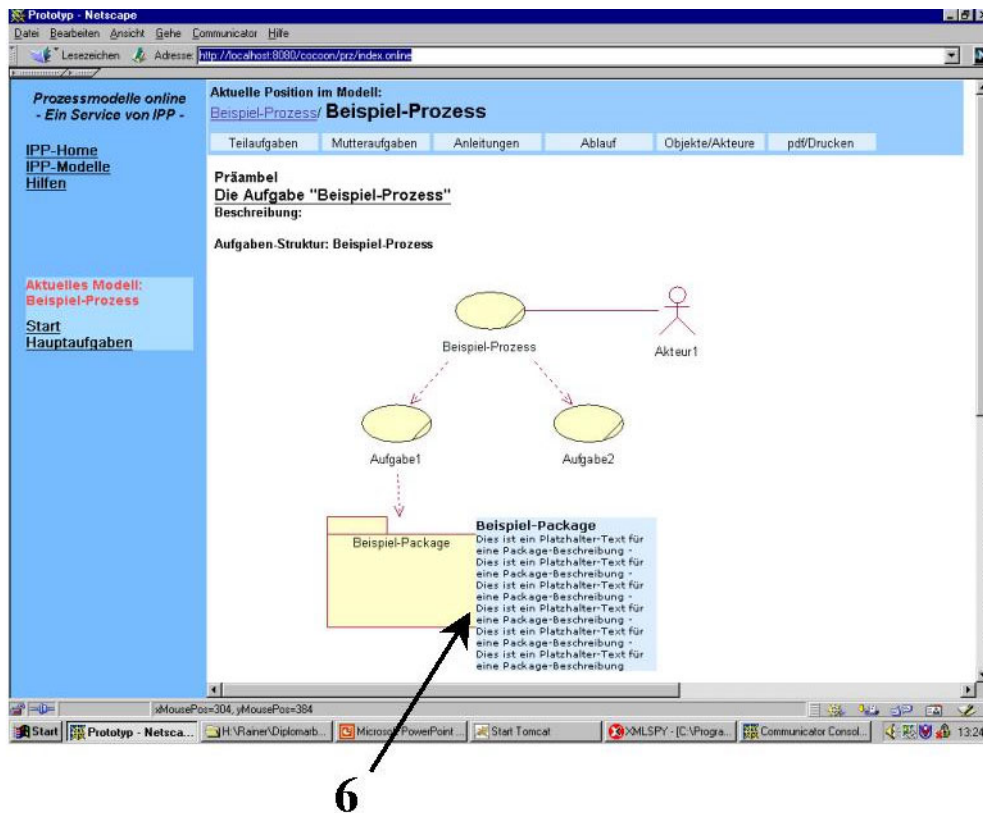 Prototyp - Netscape
Datei Bearbeiten Ansicht Gehe Communicator Hilfe
Lesezeichen Adresse: http://localhost:8080/cocoon/prz/index.online
Prozessmodelle online
- Ein Service von IPP -
IPP-Home
IPP-Modelle
Hilfen
Aktuelles Modell:
Beispiel-Prozess
Start
Hauptaufgaben
Aktuelle Position im Modell:
Beispiel-Prozess/ Beispiel-Prozess
Teilaufgaben Mutteraufgaben Anleitungen Ablauf Objekte/Akteure pdf/Drucken
Präambel
Die Aufgabe "Beispiel-Prozess"
Beschreibung:
Aufgaben-Struktur: Beispiel-Prozess
Beispiel-Prozess
Akteur1
Aufgabe1
Aufgabe2
Beispiel-Package
Beispiel-Package
Dies ist ein Platzhalter-Text für
eine Package-Beschreibung -
Dies ist ein Platzhalter-Text für
eine Package-Beschreibung -
Dies ist ein Platzhalter-Text für
eine Package-Beschreibung -
Dies ist ein Platzhalter-Text für
eine Package-Beschreibung -
Dies ist ein Platzhalter-Text für
eine Package-Beschreibung -
Dies ist ein Platzhalter-Text für
eine Package-Beschreibung
xMousePos=304, yMousePos=384
Start Prototyp - Netsca... H:\Rainer\Diplomarb... Microsoft PowerPoint ... Start Tomcat XMLSPY - [C:\Progra... Communicator Consol... 13:24
6